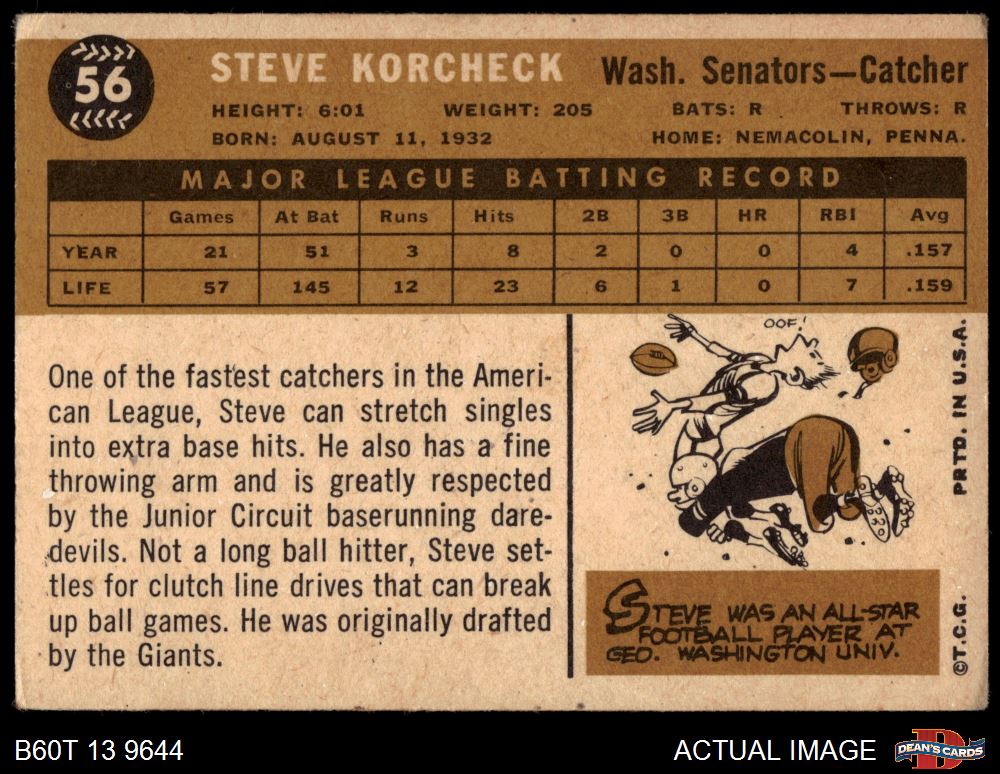 56
STEVE KORCHECK Wash. Senators—Catcher
HEIGHT: 6:01 WEIGHT: 205 BATS: R THROWS: R
BORN: AUGUST 11, 1932 HOME: NEMACOLIN, PENNA.
MAJOR LEAGUE BATTING RECORD
Games At Bat Runs Hits 2B 3B HR RBI Avg
YEAR 21 51 3 8 2 0 0 4 .157
LIFE 57 145 12 23 6 1 0 7 .159
One of the fastest catchers in the Ameri-
can League, Steve can stretch singles
into extra base hits. He also has a fine
throwing arm and is greatly respected
by the Junior Circuit baserunning dare-
devils. Not a long ball hitter, Steve set-
tles for clutch line drives that can break
up ball games. He was originally drafted
by the Giants.
OOF!
STEVE WAS AN ALL-STAR
FOOTBALL PLAYER AT
GEO. WASHINGTON UNIV.
©T.C.G. PRTD. IN U.S.A.
B60T 13 9644 ACTUAL IMAGE
DEAN'S CARDS